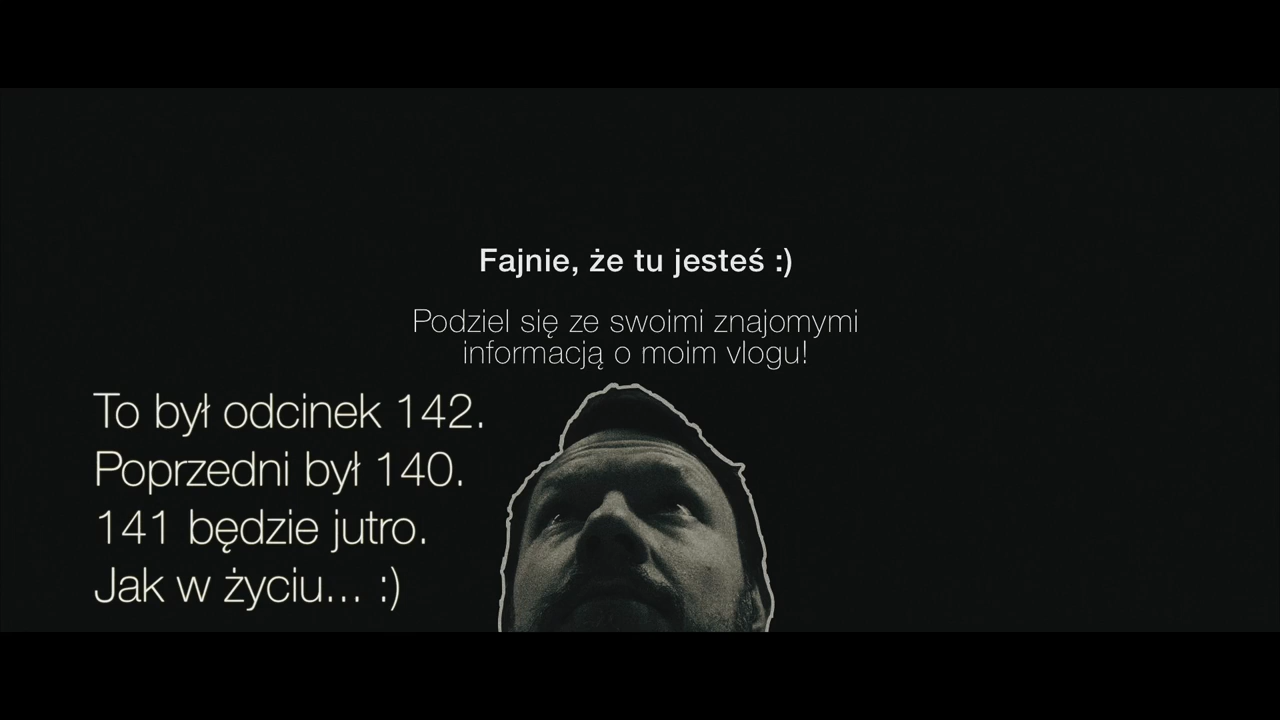 Fajnie, że tu jesteś :)
Podziel się ze swoimi znajomymi
informacją o moim vlogu!
To był odcinek 142.
Poprzedni był 140.
141 będzie jutro.
Jak w życiu... :)